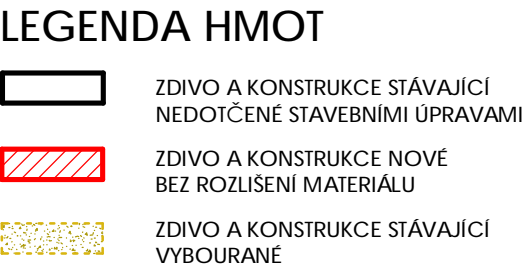 LEGENDA HMOT
ZDIVO A KONSTRUKCE STÁVAJÍCÍ
NEDOTČENÉ STAVEBNÍMI ÚPRAVAMI
ZDIVO A KONSTRUKCE NOVÉ
BEZ ROZLIŠENÍ MATERIÁLU
ZDIVO A KONSTRUKCE STÁVAJÍCÍ
VYBOURANÉ